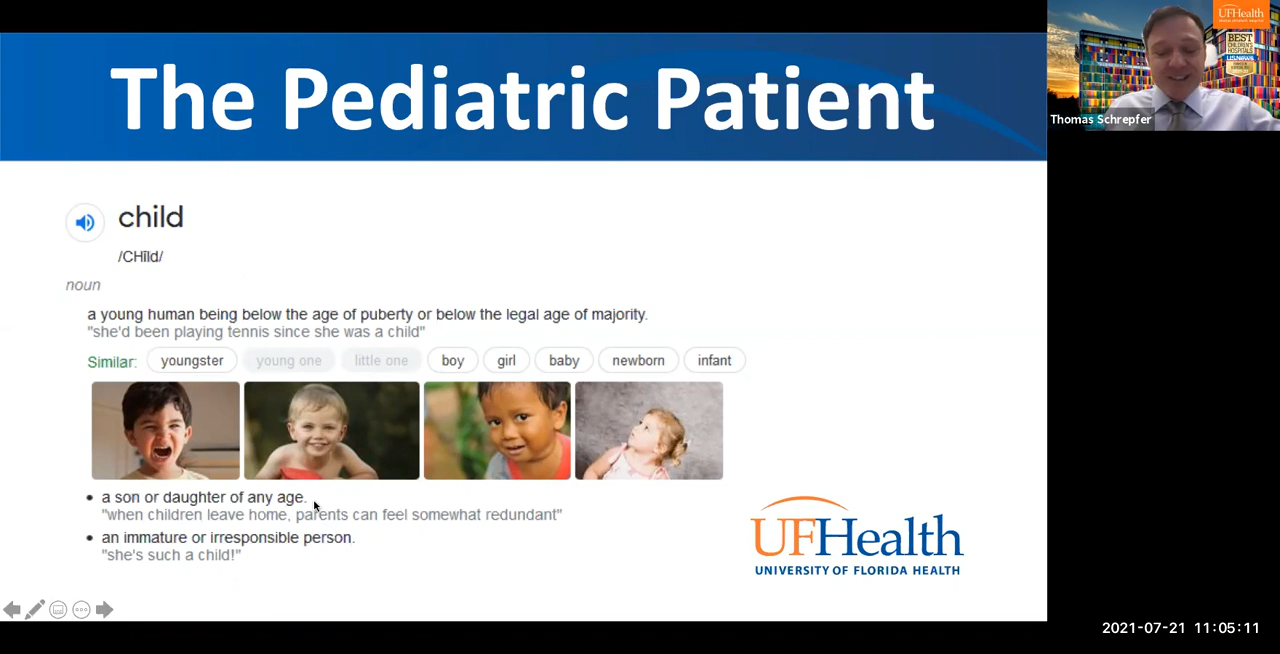 The Pediatric Patient
child
/CHīld/
noun
a young human being below the age of puberty or below the legal age of majority.
"she'd been playing tennis since she was a child"
Similar: youngster young one little one boy girl baby newborn infant
• a son or daughter of any age.
"when children leave home, parents can feel somewhat redundant"
• an immature or irresponsible person.
"she's such a child!"
UFHealth
UNIVERSITY OF FLORIDA HEALTH
UFHealth
BEST
CHILDREN'S
HOSPITALS
U.S.NEWS
Thomas Schrepfer
2021-07-21 11:05:11